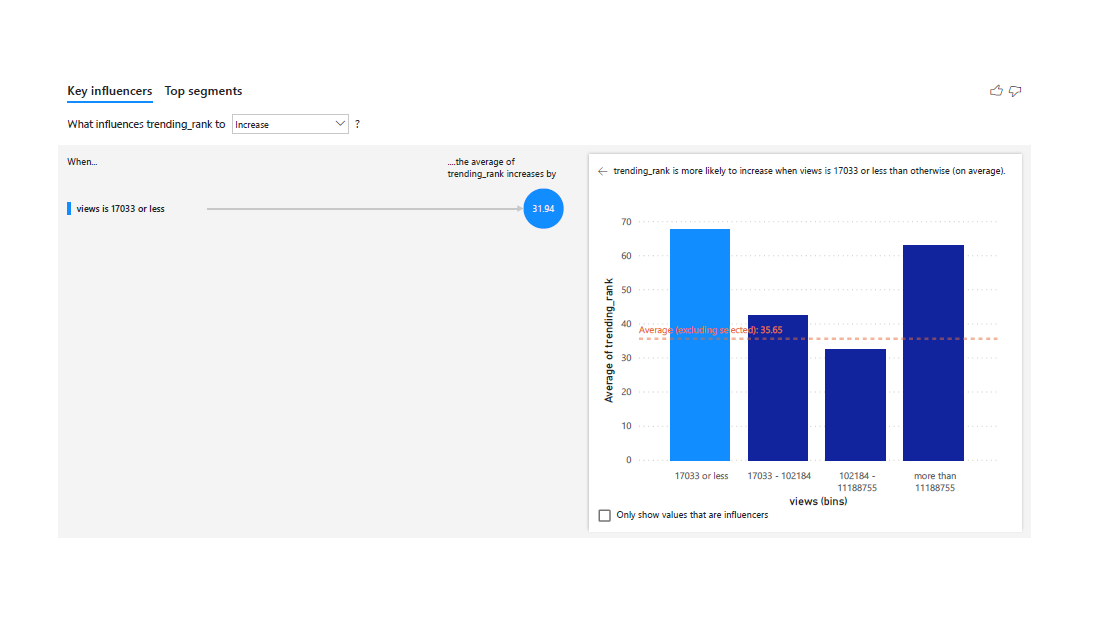 Key influencers Top segments
What influences trending_rank to Increase ?
When...
....the average of
trending_rank increases by
views is 17033 or less
31.94
trending_rank is more likely to increase when views is 17033 or less than otherwise (on average).
70
60
50
40
30
20
10
0
Average of trending_rank
Average (excluding selected): 35.65
17033 or less
17033 - 102184
102184 -
11188755
more than
11188755
views (bins)
Only show values that are influencers